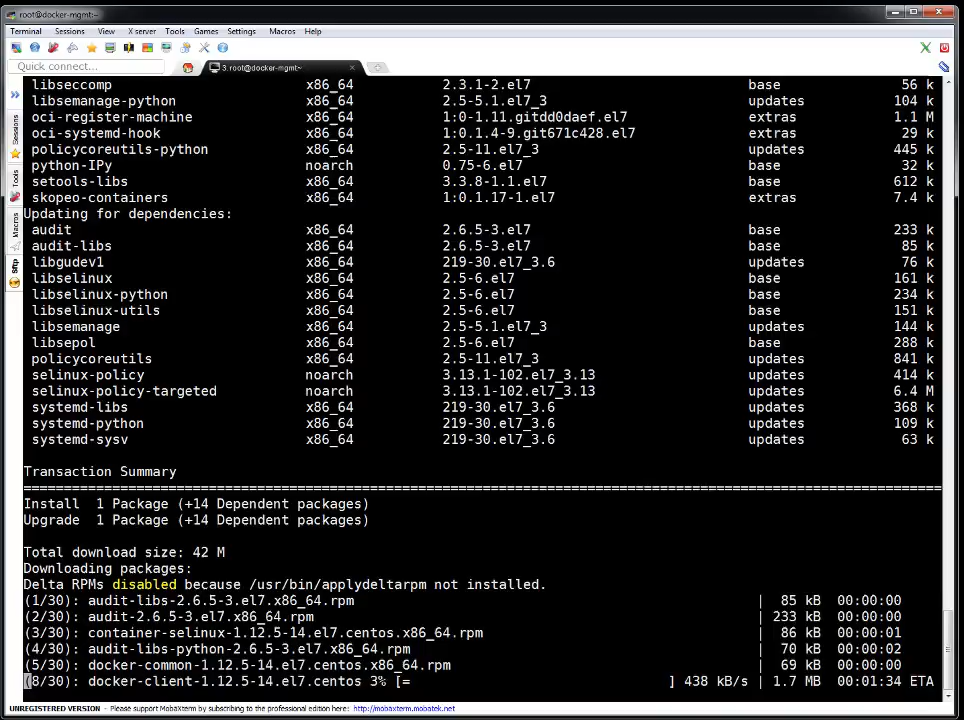 root@docker-mgmt:~
Terminal Sessions View X server Tools Games Settings Macros Help
Quick connect...
3. root@docker-mgmt:~
Sessions
Tools
Macros
Sftp
libseccomp x86_64 2.3.1-2.el7 base 56 k
libsemanage-python x86_64 2.5-5.1.el7_3 updates 104 k
oci-register-machine x86_64 1:0-1.11.gitdd0daef.el7 extras 1.1 M
oci-systemd-hook x86_64 1:0.1.4-9.git671c428.el7 extras 29 k
policycoreutils-python x86_64 2.5-11.el7_3 updates 445 k
python-IPy noarch 0.75-6.el7 base 32 k
setools-libs x86_64 3.3.8-1.1.el7 base 612 k
skopeo-containers x86_64 1:0.1.17-1.el7 extras 7.4 k
Updating for dependencies:
audit x86_64 2.6.5-3.el7 base 233 k
audit-libs x86_64 2.6.5-3.el7 base 85 k
libgudev1 x86_64 219-30.el7_3.6 updates 76 k
libselinux x86_64 2.5-6.el7 base 161 k
libselinux-python x86_64 2.5-6.el7 base 234 k
libselinux-utils x86_64 2.5-6.el7 base 151 k
libsemanage x86_64 2.5-5.1.el7_3 updates 144 k
libsepol x86_64 2.5-6.el7 base 288 k
policycoreutils x86_64 2.5-11.el7_3 updates 841 k
selinux-policy noarch 3.13.1-102.el7_3.13 updates 414 k
selinux-policy-targeted noarch 3.13.1-102.el7_3.13 updates 6.4 M
systemd-libs x86_64 219-30.el7_3.6 updates 368 k
systemd-python x86_64 219-30.el7_3.6 updates 109 k
systemd-sysv x86_64 219-30.el7_3.6 updates 63 k
Transaction Summary
================================================================================
Install 1 Package (+14 Dependent packages)
Upgrade 1 Package (+14 Dependent packages)
Total download size: 42 M
Downloading packages:
Delta RPMs disabled because /usr/bin/applydeltarpm not installed.
(1/30): audit-libs-2.6.5-3.el7.x86_64.rpm | 85 kB 00:00:00
(2/30): audit-2.6.5-3.el7.x86_64.rpm | 233 kB 00:00:00
(3/30): container-selinux-1.12.5-14.el7.centos.x86_64.rpm | 86 kB 00:00:01
(4/30): audit-libs-python-2.6.5-3.el7.x86_64.rpm | 70 kB 00:00:02
(5/30): docker-common-1.12.5-14.el7.centos.x86_64.rpm | 69 kB 00:00:00
(8/30): docker-client-1.12.5-14.el7.centos 3% [= ] 438 kB/s | 1.7 MB 00:01:34 ETA
UNREGISTERED VERSION - Please support MobaXterm by subscribing to the professional edition here: http://mobaxterm.mobatek.net